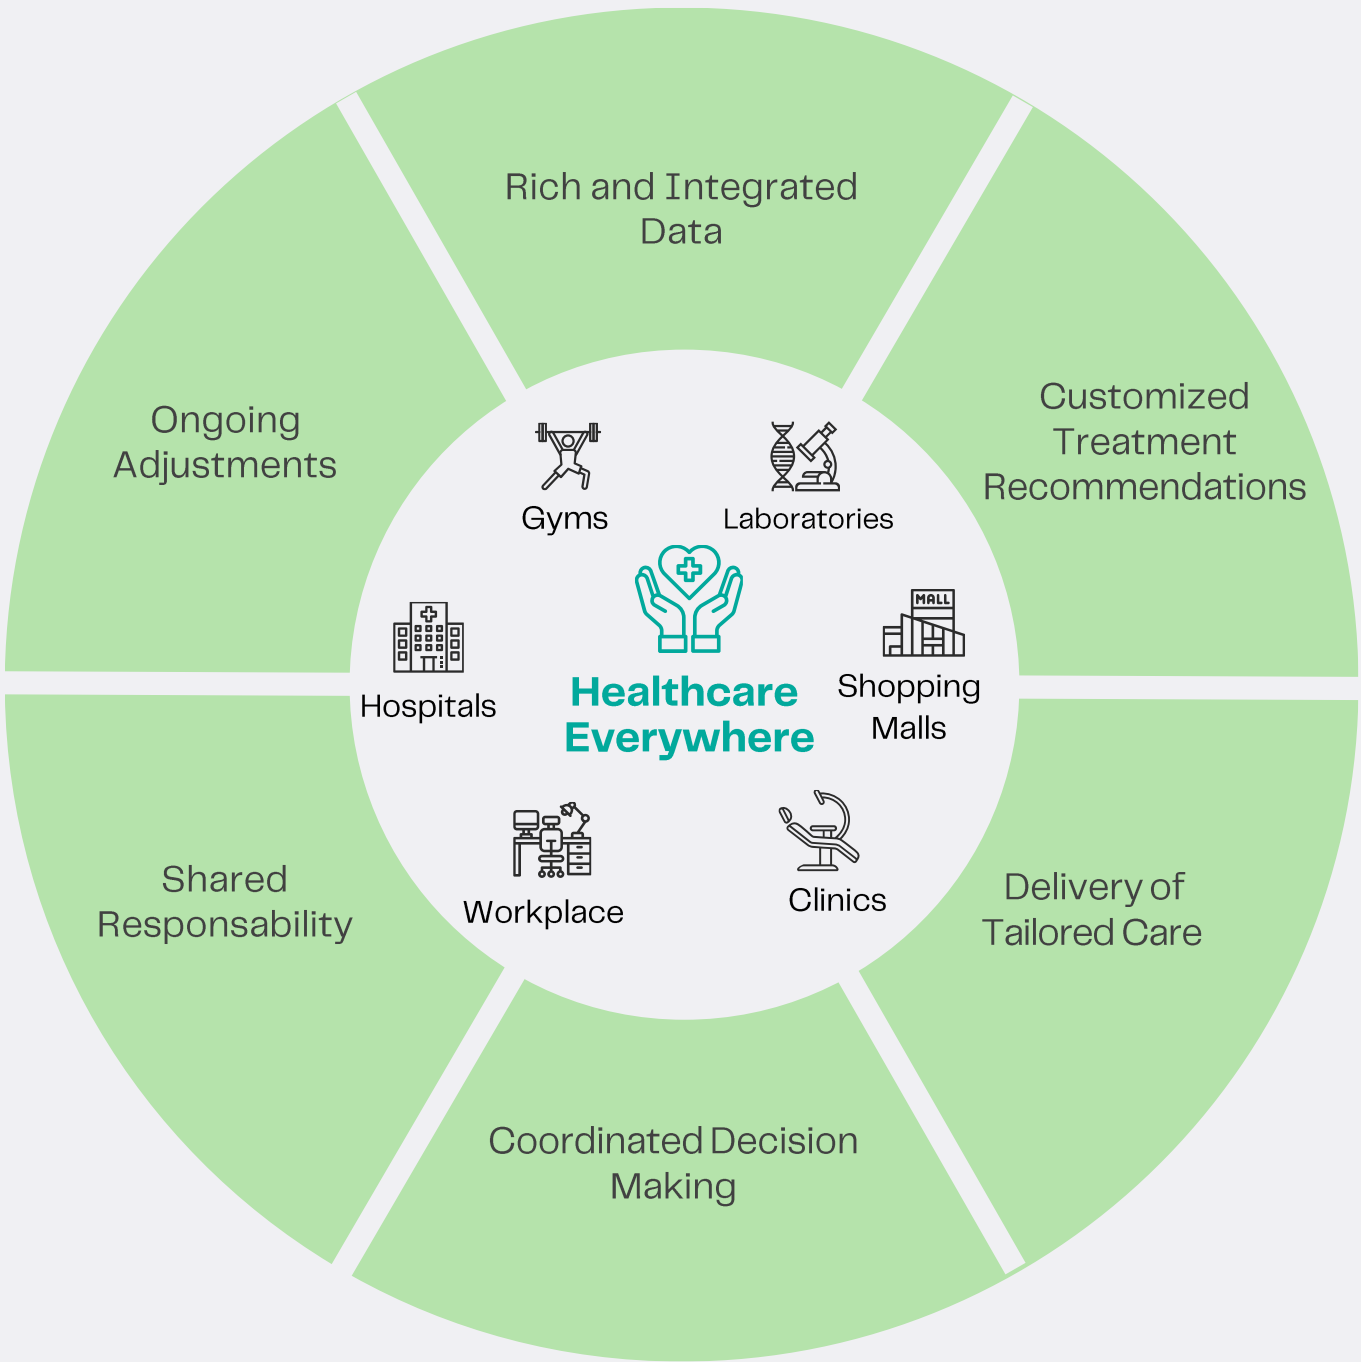 Rich and Integrated
Data
Customized
Treatment
Recommendations
Delivery of
Tailored Care
Coordinated Decision
Making
Shared
Responsability
Ongoing
Adjustments
Gyms
Laboratories
MALL
Shopping
Malls
Clinics
Workplace
Hospitals
Healthcare
Everywhere